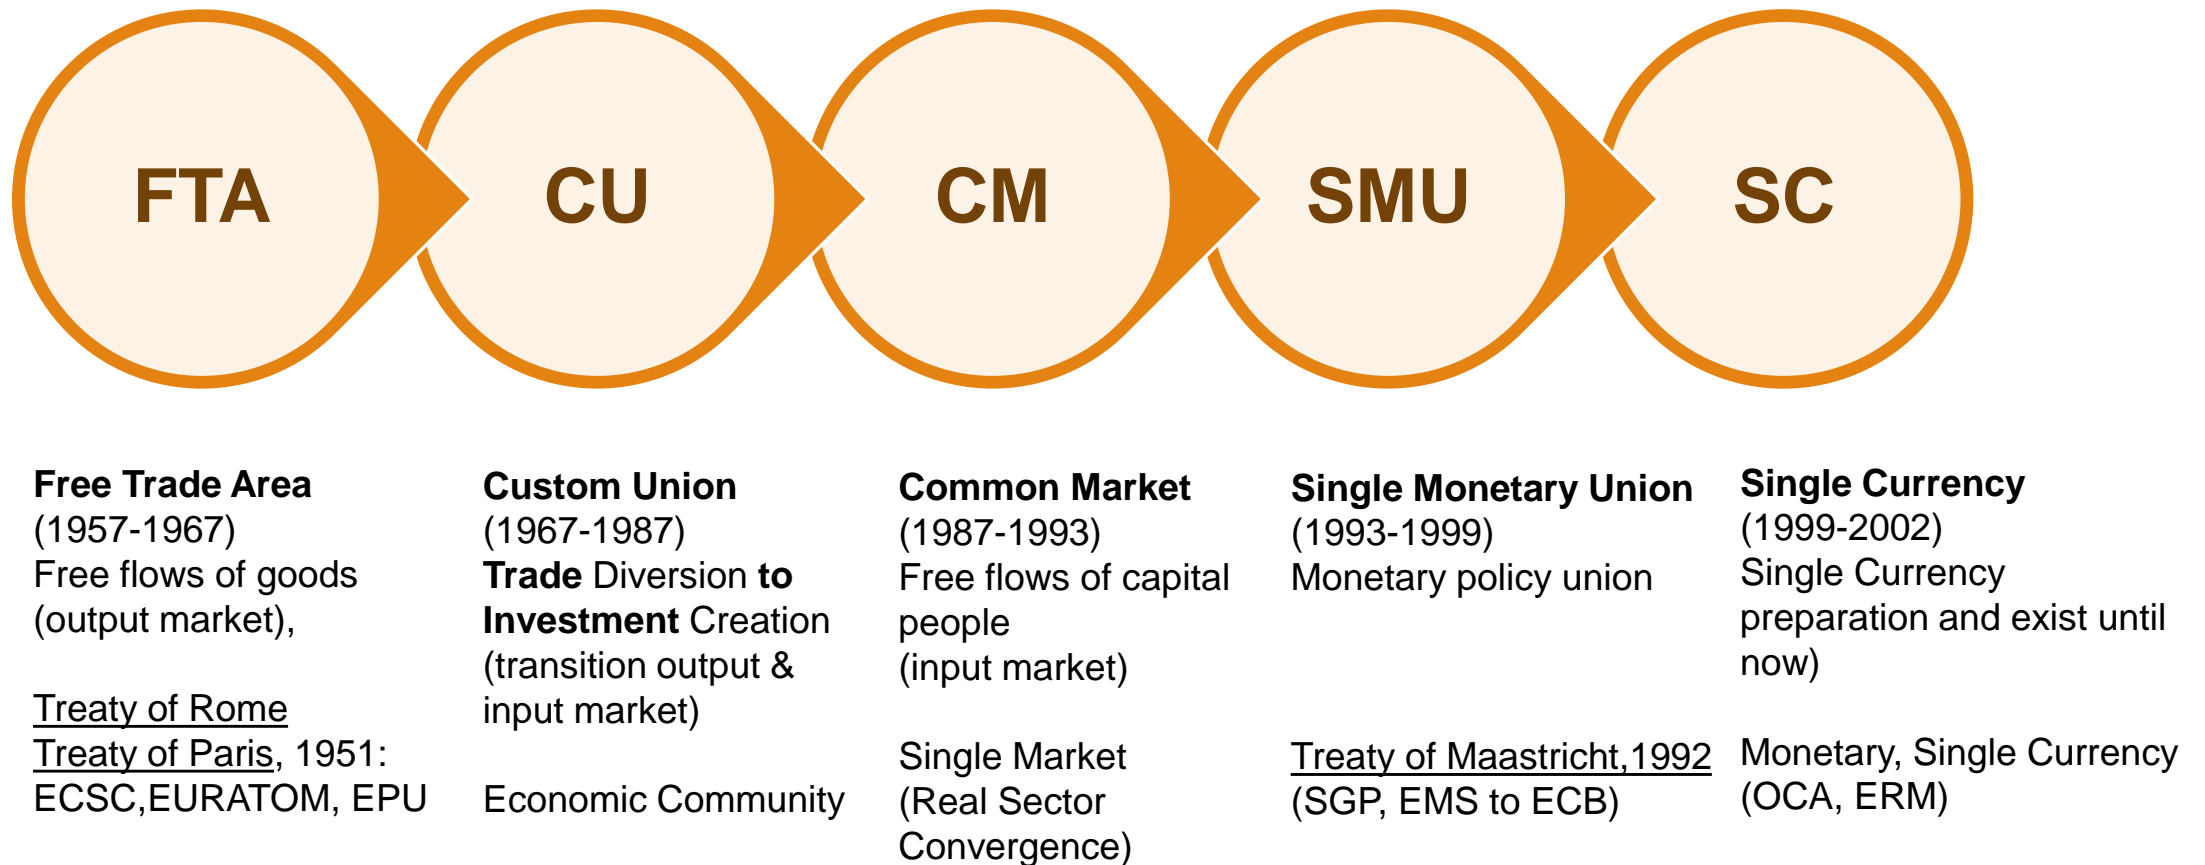 FTA
CU
CM
SMU
SC
Free Trade Area
(1957-1967)
Free flows of goods
(output market),
Treaty of Rome
Treaty of Paris, 1951:
ECSC,EURATOM, EPU
Custom Union
(1967-1987)
Trade Diversion to
Investment Creation
(transition output &
input market)
Economic Community
Common Market
(1987-1993)
Free flows of capital
people
(input market)
Single Market
(Real Sector
Convergence)
Single Monetary Union
(1993-1999)
Monetary policy union
Treaty of Maastricht,1992
(SGP, EMS to ECB)
Single Currency
(1999-2002)
Single Currency
preparation and exist until
now)
Monetary, Single Currency
(OCA, ERM)